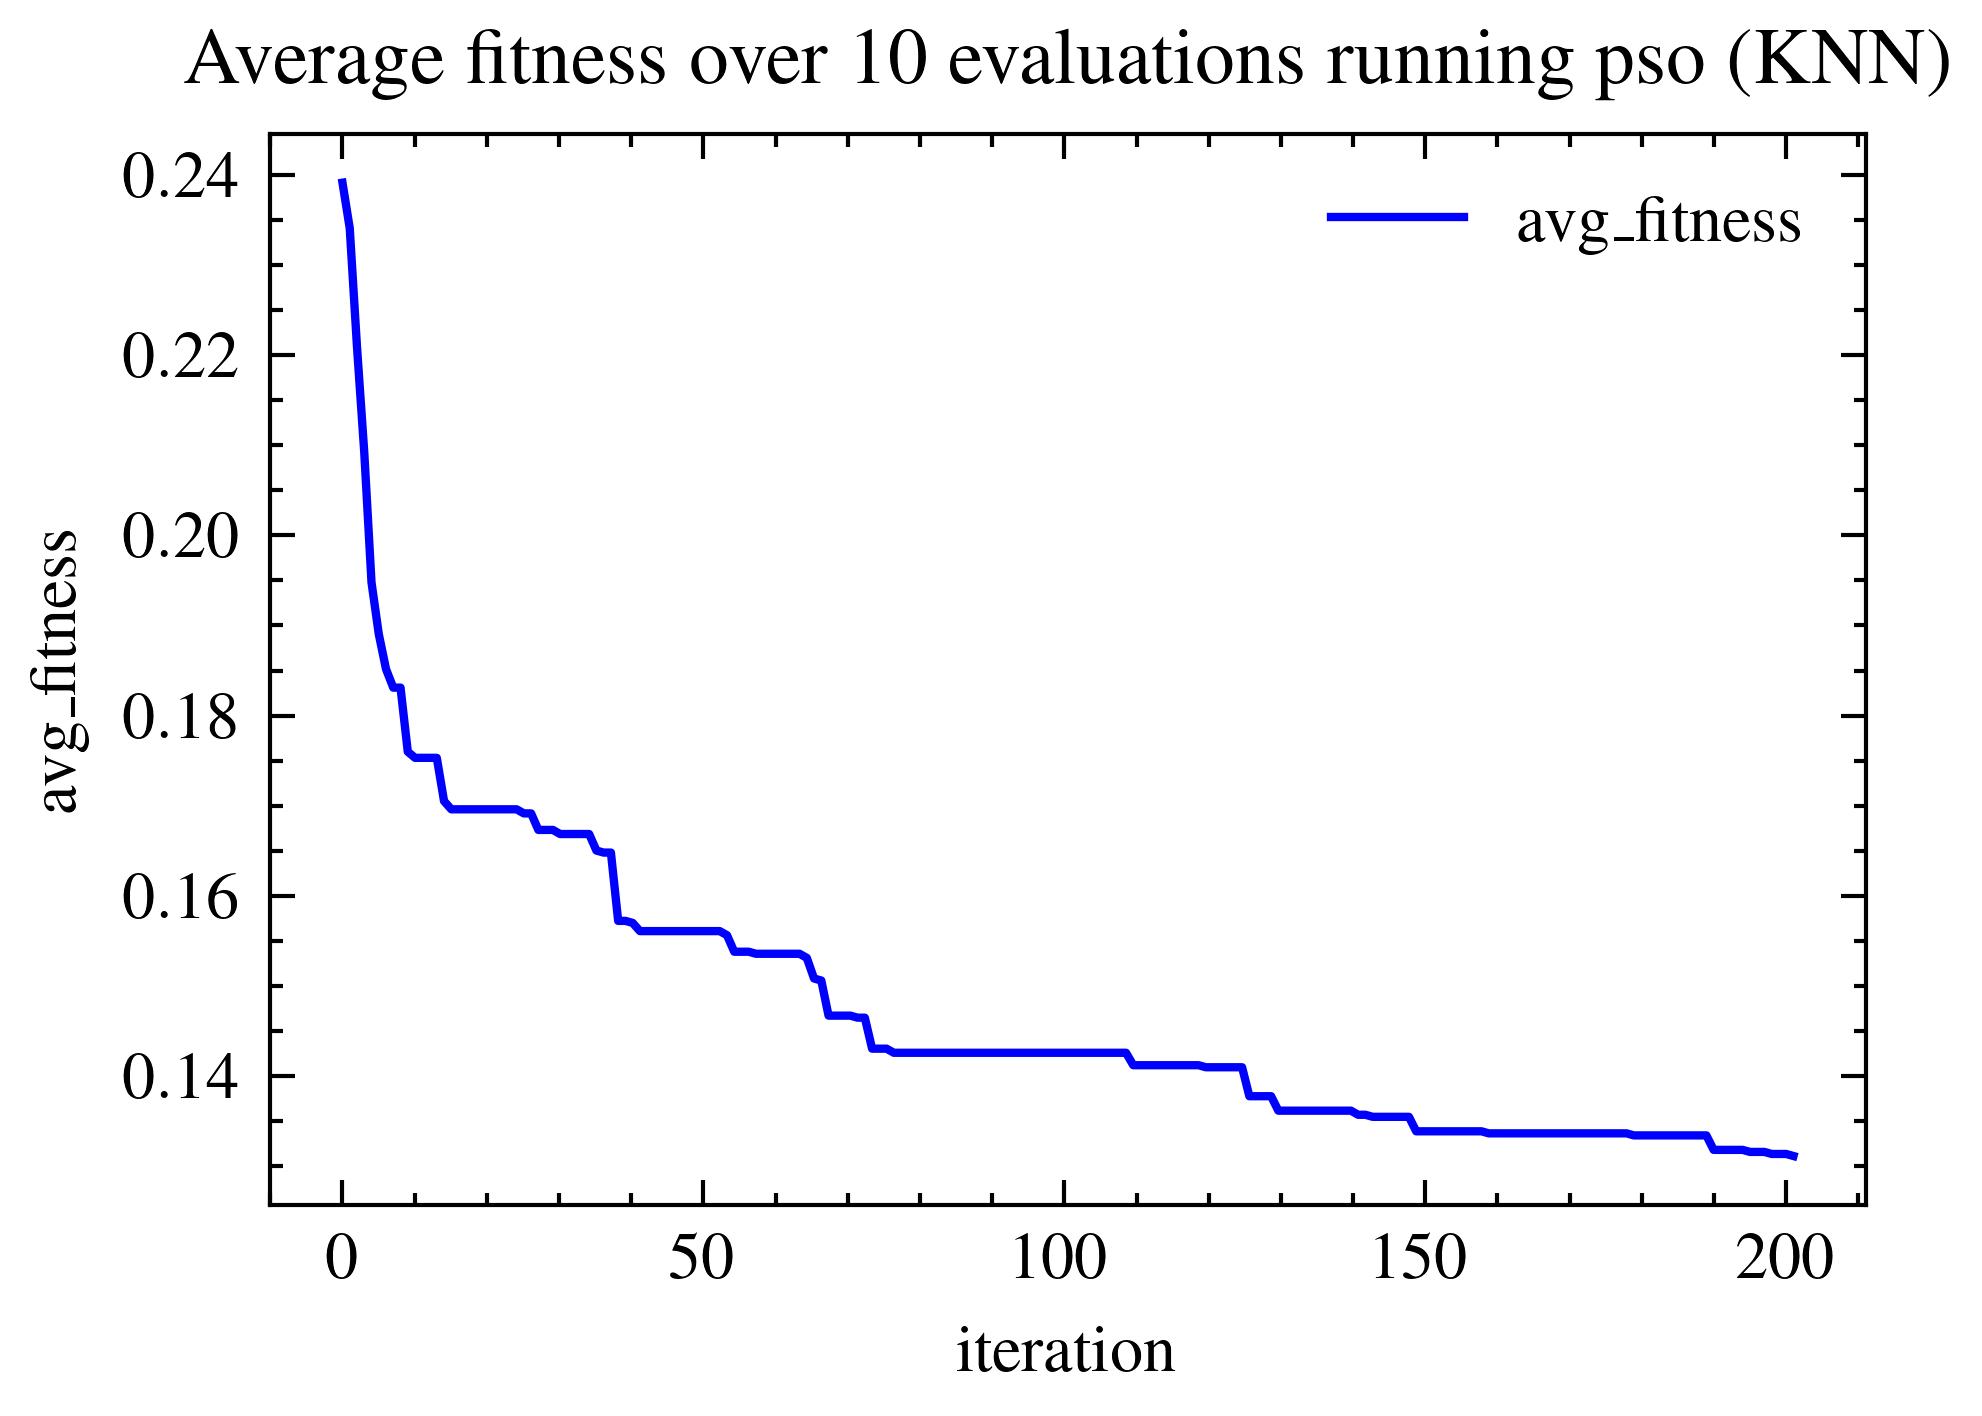 Average fitness over 10 evaluations running pso (KNN)
avg_fitness
0.24
0.22
0.20
0.18
0.16
0.14
avg_fitness
0 50 100 150 200
iteration